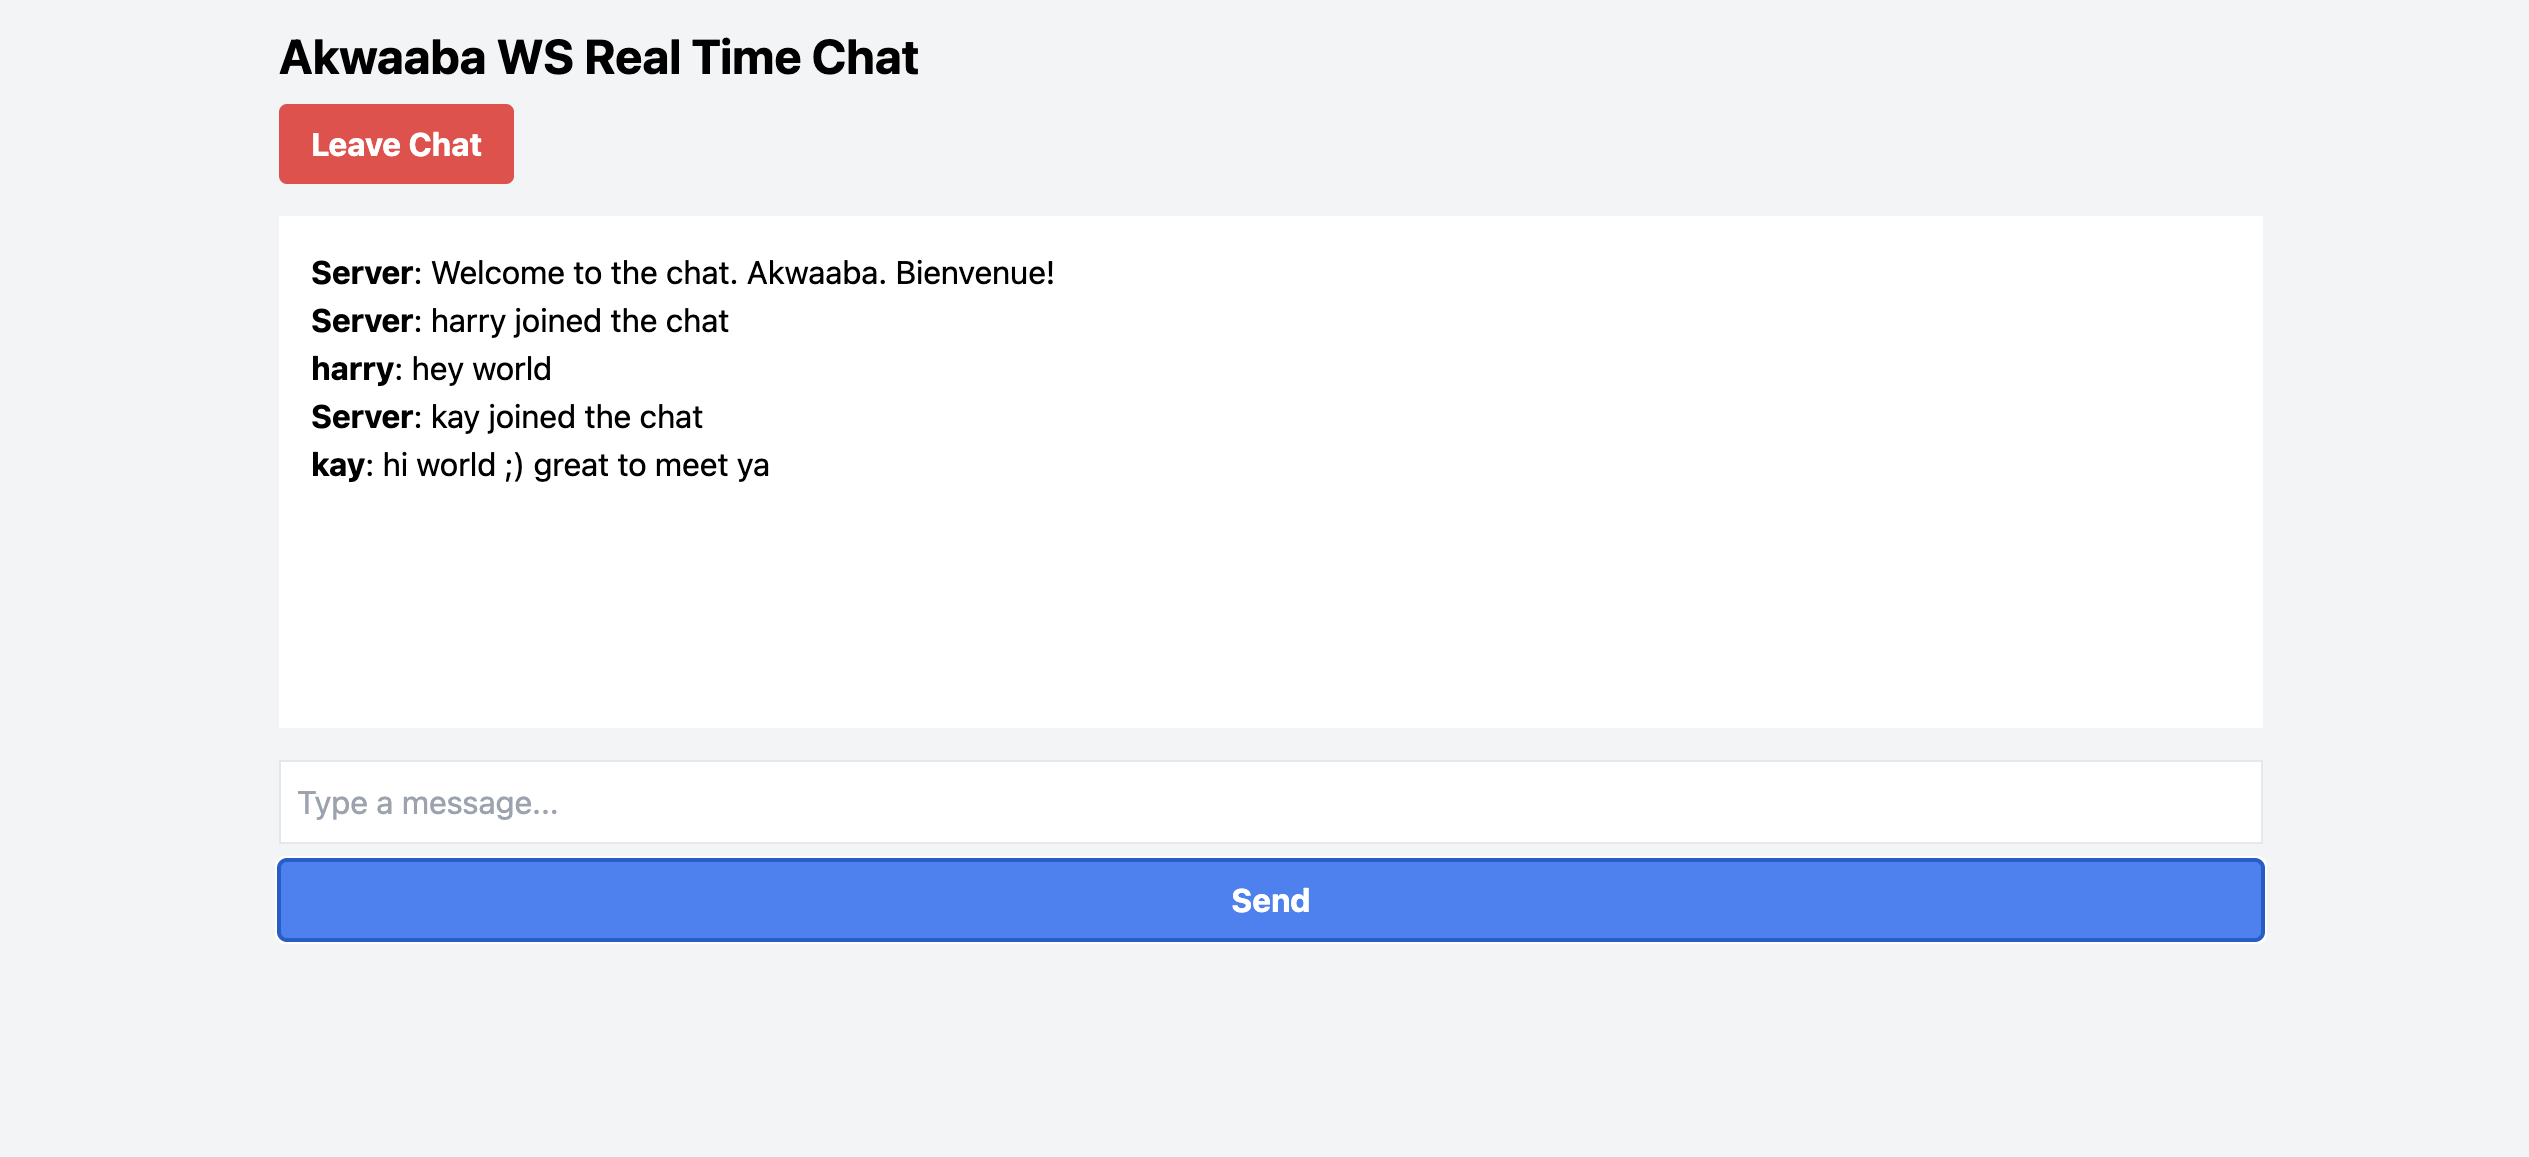 Akwaaba WS Real Time Chat
Leave Chat
Server: Welcome to the chat. Akwaaba. Bienvenue!
Server: harry joined the chat
harry: hey world
Server: kay joined the chat
kay: hi world ;) great to meet ya
Type a message...
Send